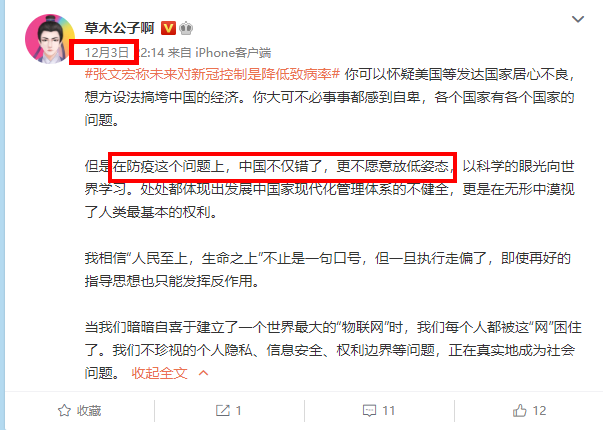 草木公子啊
12月3日 22:14 来自 iPhone客户端
#张文宏称未来对新冠控制是降低致病率# 你可以怀疑美国等发达国家居心不良，
想方设法搞垮中国的经济。你大可不必事事都感到自卑，各个国家有各个国家的
问题。
但是在防疫这个问题上，中国不仅错了，更不愿意放低姿态，以科学的眼光向世
界学习。处处都体现出发展中国家现代化管理体系的不健全，更是在无形中漠视
了人类最基本的权利。
我相信“人民至上，生命之上”不止是一句口号，但一旦执行走偏了，即便再好的
指导思想也只能发挥反作用。
当我们暗暗自喜于建立了一个世界最大的“物联网”时，我们每个人都被这“网”困住
了。我们不珍视的个人隐私、信息安全、权利边界等问题，正在真实地成为社会
问题。 收起全文
收藏 1 11 12